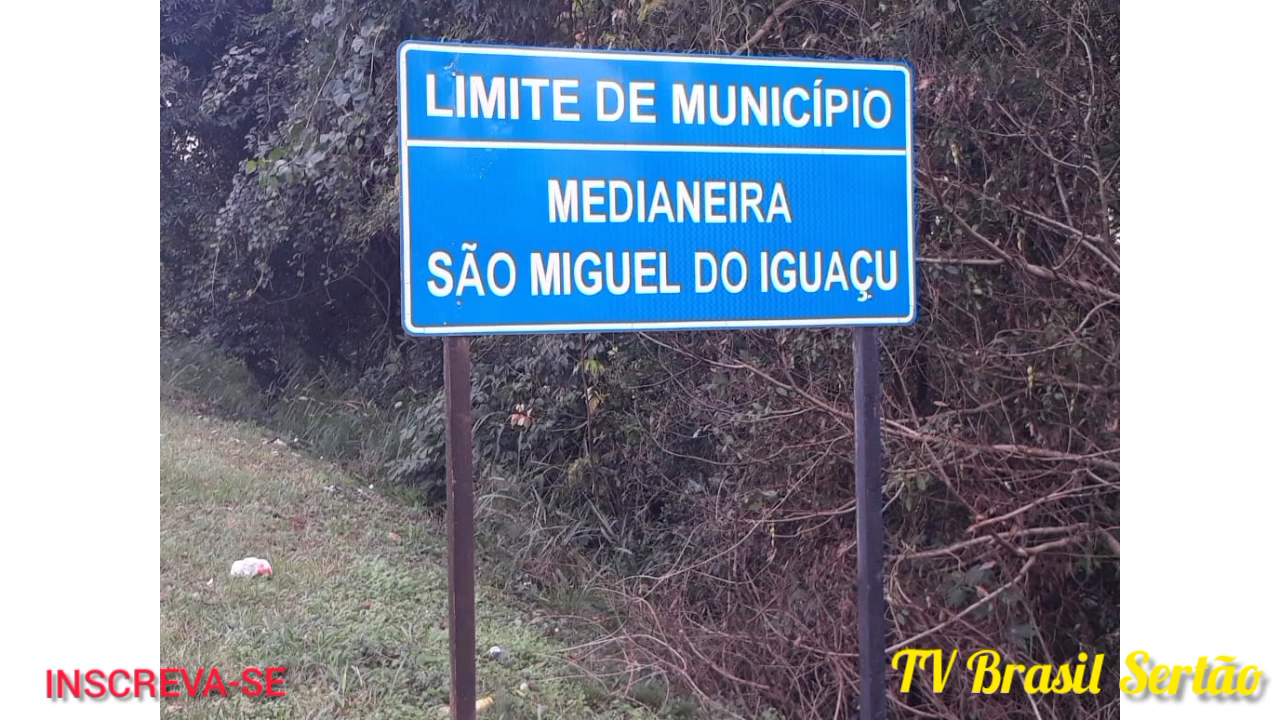 LIMITE DE MUNICÍPIO
MEDIANEIRA
SÃO MIGUEL DO IGUAÇU
INSCREVA-SE
TV Brasil Sertão